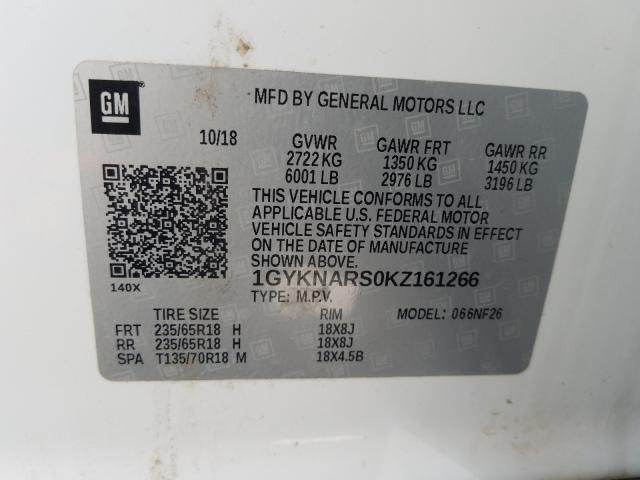 GM
MFD BY GENERAL MOTORS LLC
10/18 GVWR GAWR FRT GAWR RR
2722 KG 1350 KG 1450 KG
6001 LB 2976 LB 3196 LB
THIS VEHICLE CONFORMS TO ALL
APPLICABLE U.S. FEDERAL MOTOR
VEHICLE SAFETY STANDARDS IN EFFECT
ON THE DATE OF MANUFACTURE
SHOWN ABOVE.
1GYKNARS0KZ161266
140X
TYPE: M.P.V.
TIRE SIZE RIM MODEL: 066NF26
FRT 235/65R18 H 18X8J
RR 235/65R18 H 18X8J
SPA T135/70R18 M 18X4.5B